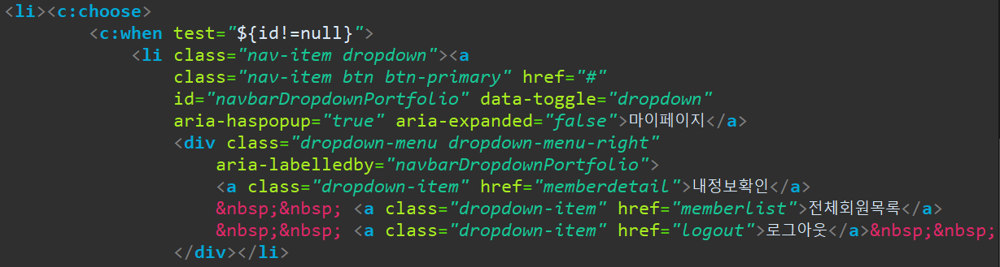 <li><c:choose>
<c:when test="${id!=null}">
<li class="nav-item dropdown"><a
class="nav-item btn btn-primary" href="#"
id="navbarDropdownPortfolio" data-toggle="dropdown"
aria-haspopup="true" aria-expanded="false">마이페이지</a>
<div class="dropdown-menu dropdown-menu-right"
aria-labelledby="navbarDropdownPortfolio">
<a class="dropdown-item" href="memberdetail">내정보확인</a>
&nbsp;&nbsp; <a class="dropdown-item" href="memberlist">전체회원목록</a>
&nbsp;&nbsp; <a class="dropdown-item" href="logout">로그아웃</a>&nbsp;&nbsp;
</div></li>